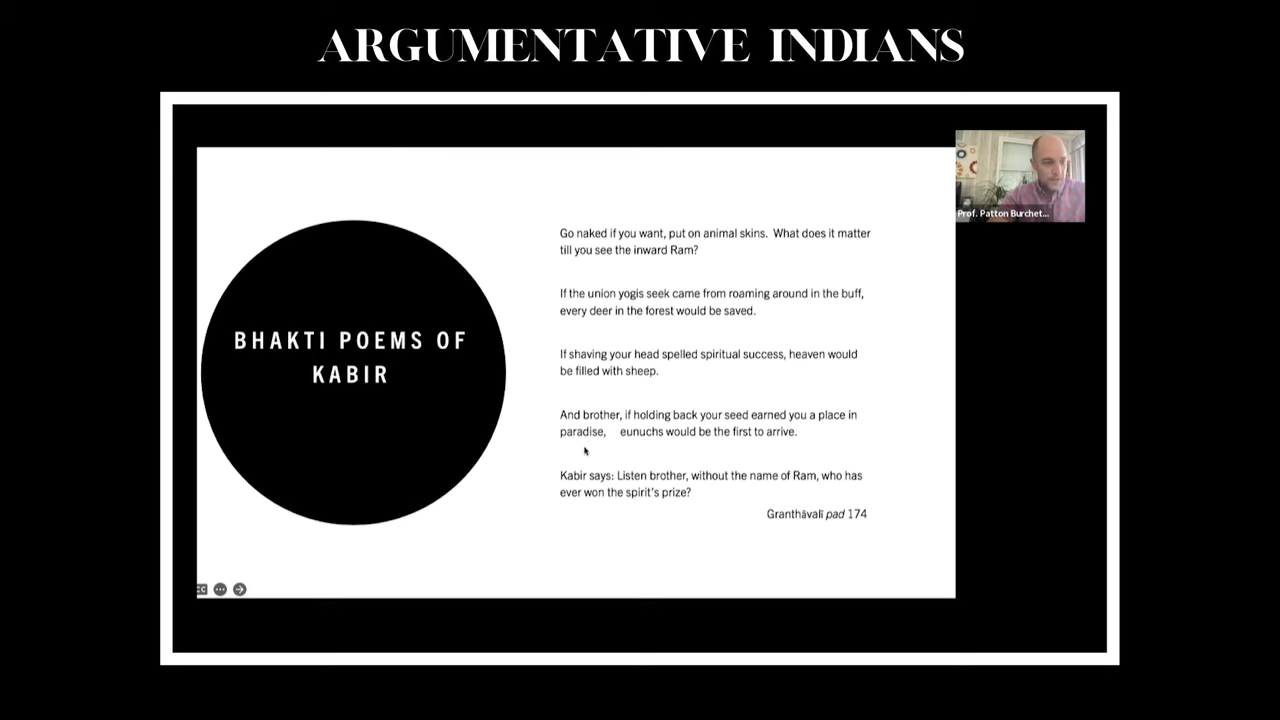 ARGUMENTATIVE INDIANS
Prof. Patton Burchet...
BHAKTI POEMS OF
KABIR
Go naked if you want, put on animal skins. What does it matter
till you see the inward Ram?
If the union yogis seek came from roaming around in the buff,
every deer in the forest would be saved.
If shaving your head spelled spiritual success, heaven would
be filled with sheep.
And brother, if holding back your seed earned you a place in
paradise, eunuchs would be the first to arrive.
Kabir says: Listen brother, without the name of Ram, who has
ever won the spirit's prize?
Granthāvalī pad 174
CC